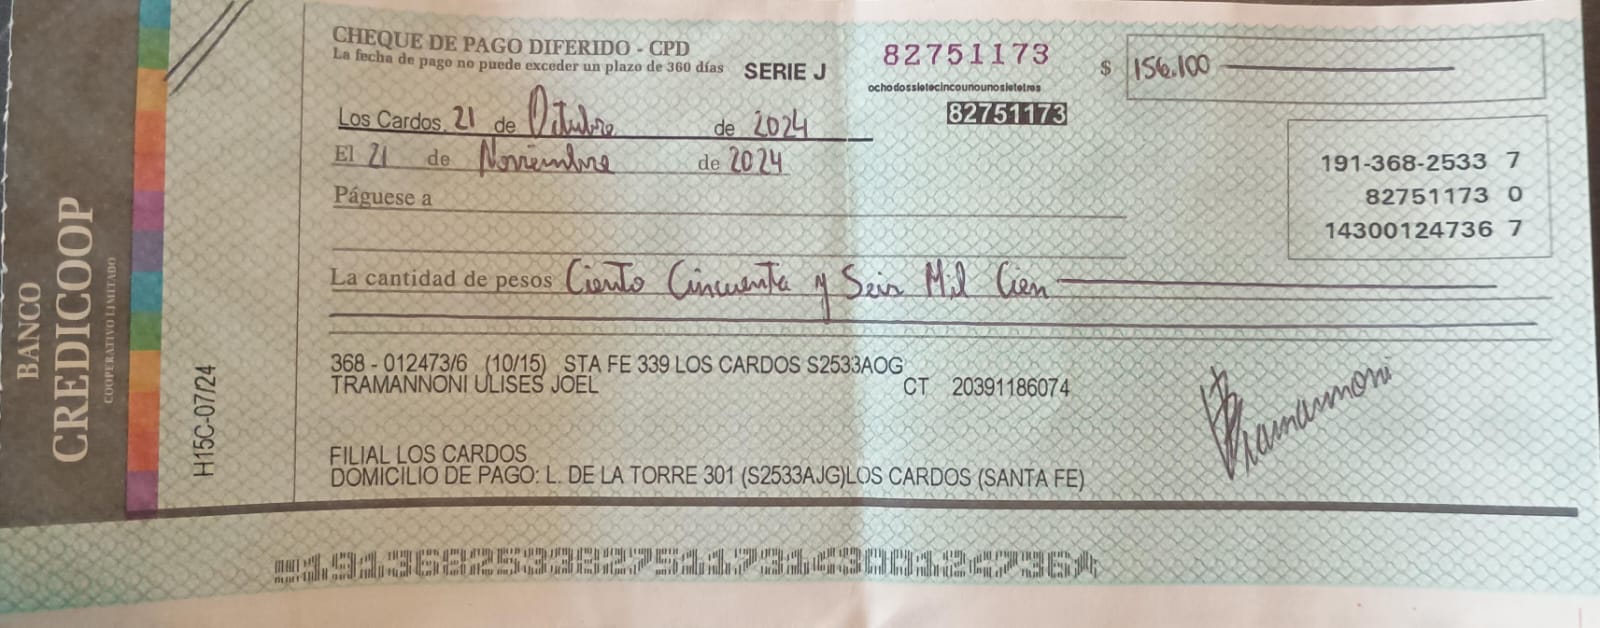 BANCO
CREDICOOP
COOPERATIVO LIMITADO
H15C-07/24
CHEQUE DE PAGO DIFERIDO - CPD
La fecha de pago no puede exceder un plazo de 360 días
SERIE J
82751173
ochodossietecincounounosietetres
82751173
$ 156.100
Los Cardos, 21 de Octubre de 2024
El 21 de Noviembre de 2024
Páguese a
191-368-2533 7
82751173 0
14300124736 7
La cantidad de pesos Ciento Cincuenta y Seis Mil Cien
368 - 012473/6 (10/15) STA FE 339 LOS CARDOS S2533AOG
TRAMANNONI ULISES JOEL CT 20391186074
Tramannoni
FILIAL LOS CARDOS
DOMICILIO DE PAGO: L. DE LA TORRE 301 (S2533AJG)LOS CARDOS (SANTA FE)
191368253382751173143001247364